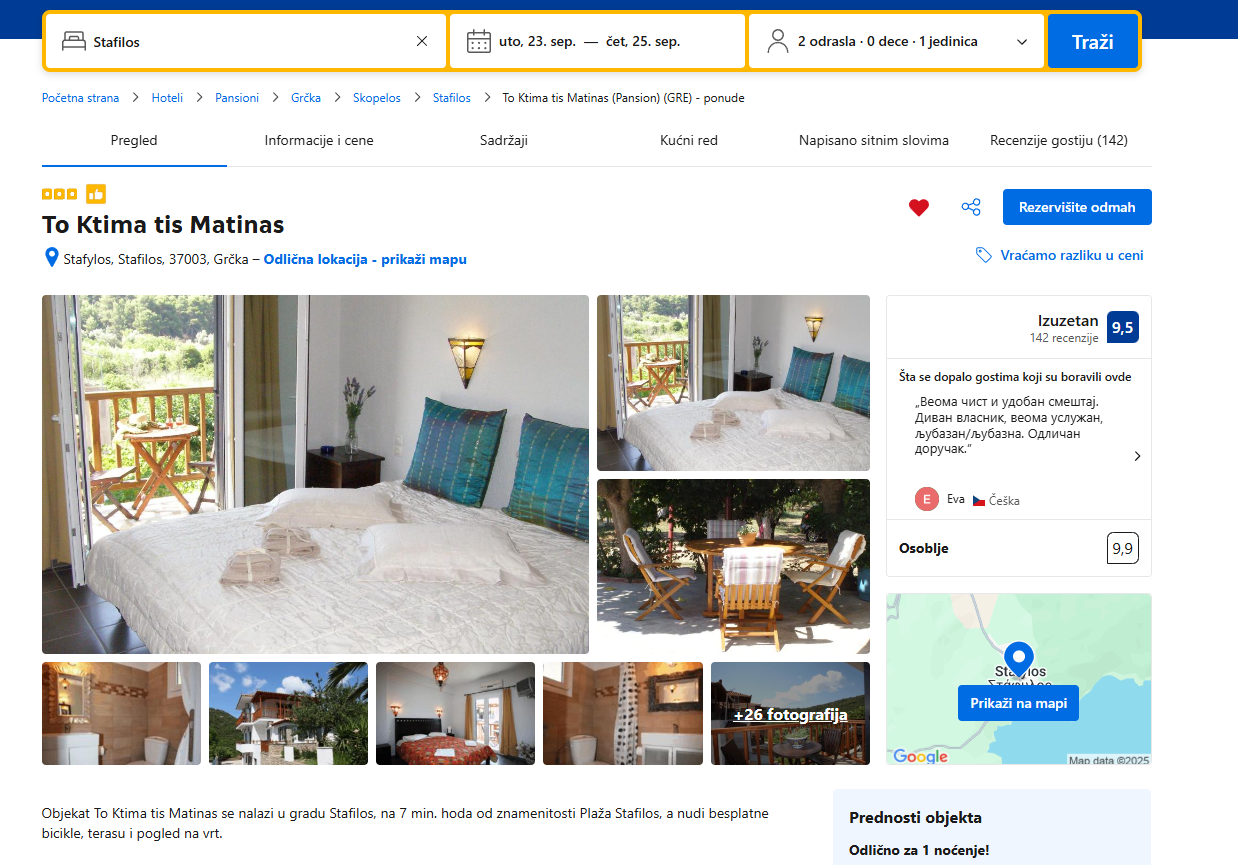 Stafilos
uto, 23. sep. — čet, 25. sep.
2 odrasla · 0 dece · 1 jedinica
Traži
Početna strana > Hoteli > Pansioni > Grčka > Skopelos > Stafilos > To Ktima tis Matinas (Pansion) (GRE) - ponude
Pregled
Informacije i cene
Sadržaji
Kućni red
Napisano sitnim slovima
Recenzije gostiju (142)
To Ktima tis Matinas
Rezervišite odmah
Stafylos, Stafilos, 37003, Grčka – Odlična lokacija - prikaži mapu
Vraćamo razliku u ceni
Izuzetan
142 recenzije
9,5
Šta se dopalo gostima koji su boravili ovde
„Веома чист и удобан смештај.
Диван власник, веома услужан,
љубазан/љубазна. Одличан
доручак.“
E
Eva
Češka
Osoblje
9,9
+26 fotografija
Prikaži na mapi
Google
Map data ©2025
Objekat To Ktima tis Matinas se nalazi u gradu Stafilos, na 7 min. hoda od znamenitosti Plaža Stafilos, a nudi besplatne
bicikle, terasu i pogled na vrt.
Prednosti objekta
Odlično za 1 noćenje!